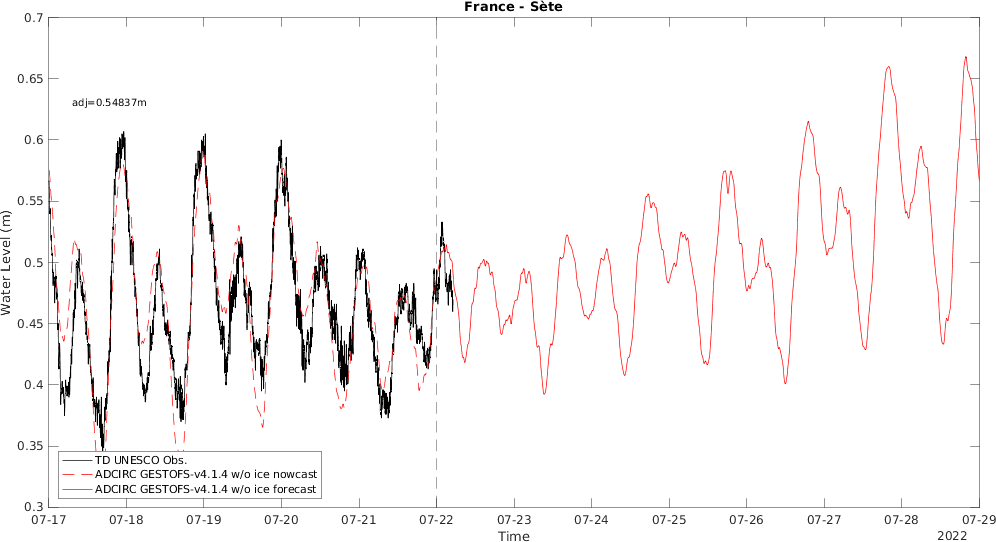 France - Sète
0.7
0.65
0.6
0.55
0.5
0.45
0.4
0.35
0.3
Water Level (m)
adj=0.54837m
TD UNESCO Obs.
ADCIRC GESTOFS-v4.1.4 w/o ice nowcast
ADCIRC GESTOFS-v4.1.4 w/o ice forecast
07-17 07-18 07-19 07-20 07-21 07-22 07-23 07-24 07-25 07-26 07-27 07-28 07-29
Time
2022